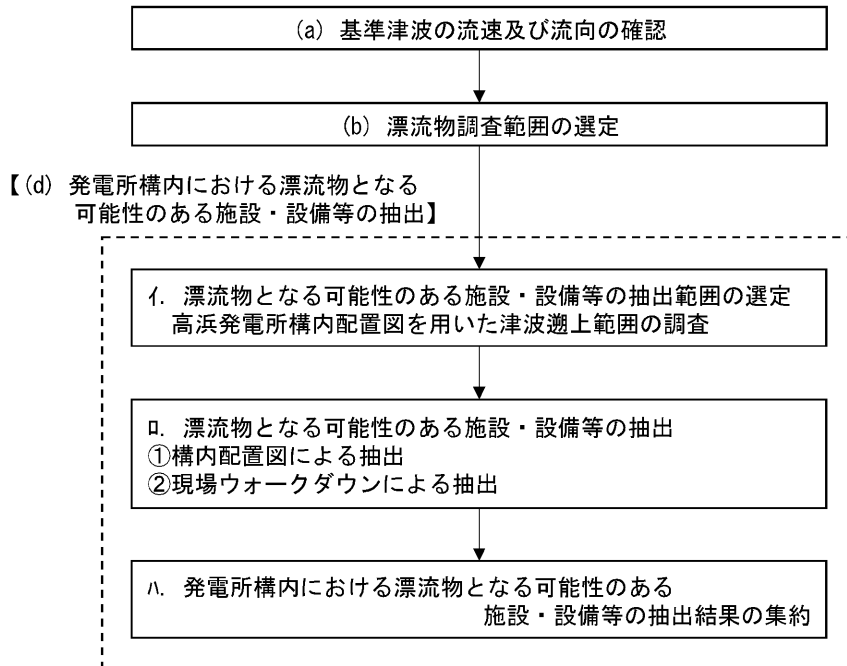 (a) 基準津波の流速及び流向の確認
(b) 漂流物調査範囲の選定
【(d) 発電所構内における漂流物となる
可能性のある施設・設備等の抽出】
ｲ. 漂流物となる可能性のある施設・設備等の抽出範囲の選定
高浜発電所構内配置図を用いた津波遡上範囲の調査
ﾛ. 漂流物となる可能性のある施設・設備等の抽出
①構内配置図による抽出
②現場ウォークダウンによる抽出
ﾊ. 発電所構内における漂流物となる可能性のある
施設・設備等の抽出結果の集約